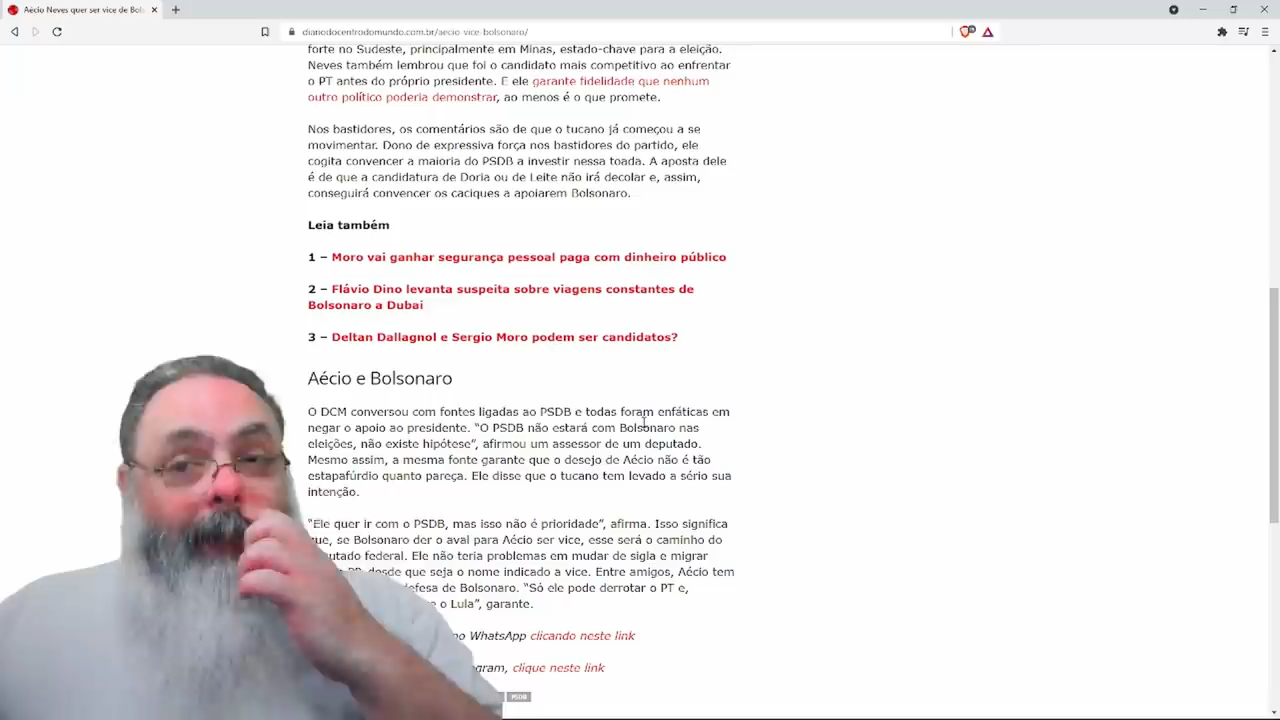 Aécio Neves quer ser vice de Bols
dianodocentrodomundo.com.br/aecio-vice-bolsonaro/
forte no Sudeste, principalmente em Minas, estado-chave para a eleição.
Neves também lembrou que foi o candidato mais competitivo ao enfrentar
o PT antes do próprio presidente. E ele garante fidelidade que nenhum
outro político poderia demonstrar, ao menos é o que promete.
Nos bastidores, os comentários são de que o tucano já começou a se
movimentar. Dono de expressiva força nos bastidores do partido, ele
cogita convencer a maioria do PSDB a investir nessa toada. A aposta dele
é de que a candidatura de Doria ou de Leite não irá decolar e, assim,
conseguirá convencer os caciques a apoiarem Bolsonaro.
Leia também
1 – Moro vai ganhar segurança pessoal paga com dinheiro público
2 – Flávio Dino levanta suspeita sobre viagens constantes de
Bolsonaro a Dubai
3 – Deltan Dallagnol e Sergio Moro podem ser candidatos?
Aécio e Bolsonaro
O DCM conversou com fontes ligadas ao PSDB e todas foram enfáticas em
negar o apoio ao presidente. “O PSDB não estará com Bolsonaro nas
eleições, não existe hipótese”, afirmou um assessor de um deputado.
Mesmo assim, a mesma fonte garante que o desejo de Aécio não é tão
estapafúrdio quanto pareça. Ele disse que o tucano tem levado a sério sua
intenção.
“Ele quer ir com o PSDB, mas isso não é prioridade”, afirma. Isso significa
que, se Bolsonaro der o aval para Aécio ser vice, esse será o caminho do
putado federal. Ele não teria problemas em mudar de sigla e migrar
PP, desde que seja o nome indicado a vice. Entre amigos, Aécio tem
efesa de Bolsonaro. “Só ele pode derrotar o PT e,
e o Lula”, garante.
no WhatsApp clicando neste link
gram, clique neste link
PSDB